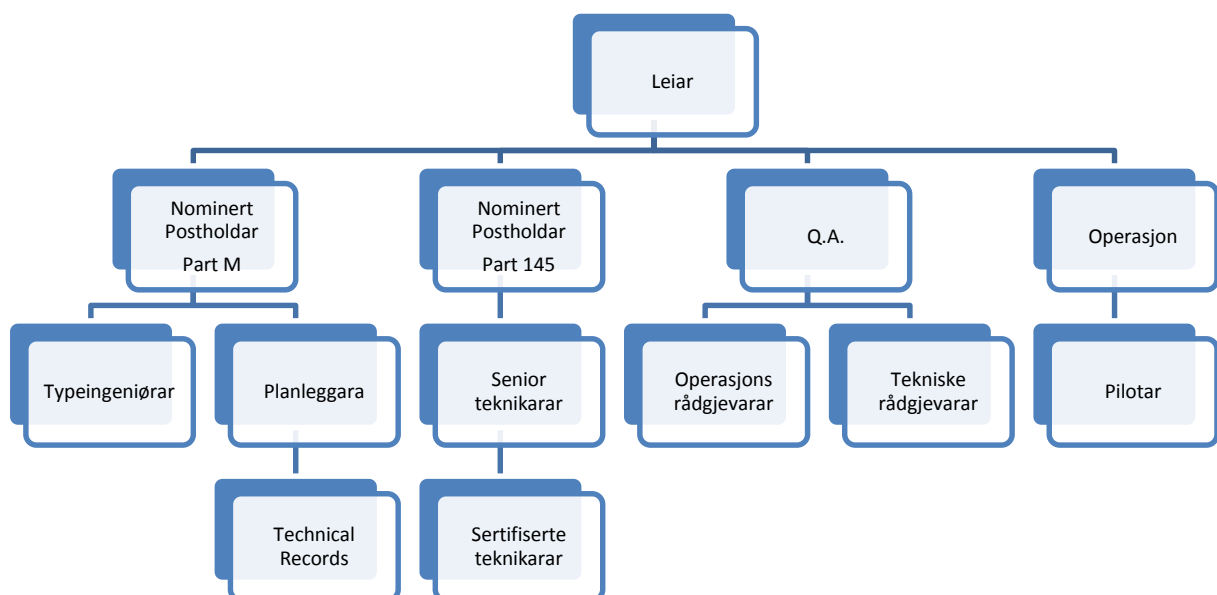 Leiar
Nominert
Postholdar
Part M
Nominert
Postholdar
Part 145
Q.A.
Operasjon
Typeingeniørar
Planleggara
Senior
teknikarar
Operasjons
rådgjevarar
Tekniske
rådgjevarar
Pilotar
Technical
Records
Sertifiserte
teknikarar